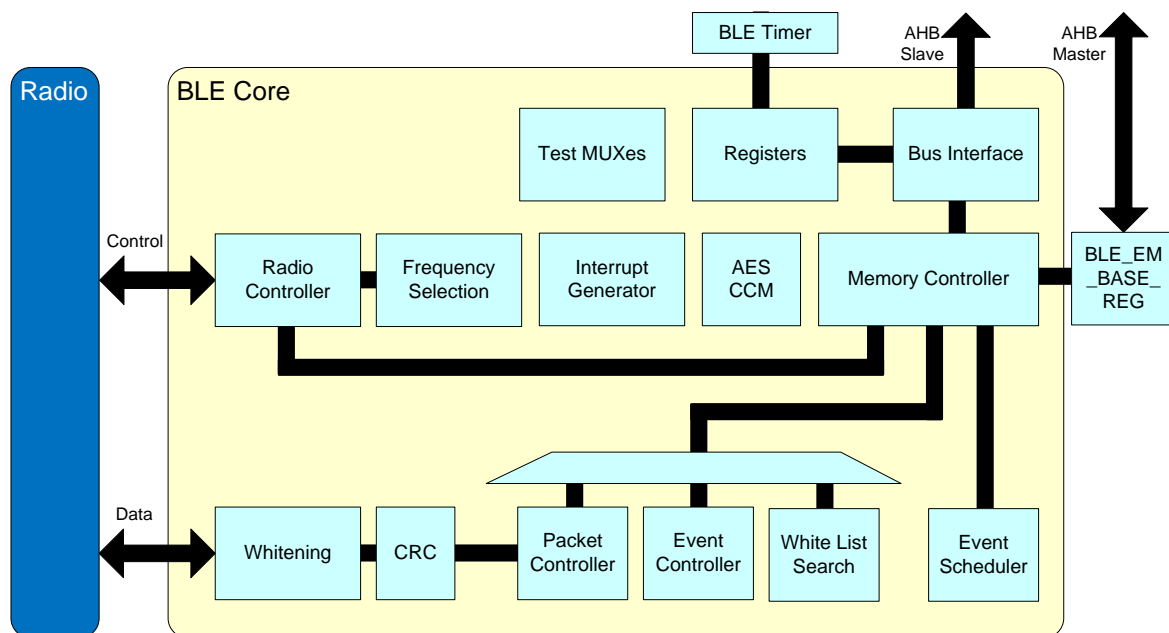 BLE Timer
AHB
Slave
AHB
Master
Radio
BLE Core
Test MUXes
Registers
Bus Interface
Control
Radio
Controller
Frequency
Selection
Interrupt
Generator
AES
CCM
Memory Controller
BLE_EM
_BASE_
REG
Data
Whitening
CRC
Packet
Controller
Event
Controller
White List
Search
Event
Scheduler